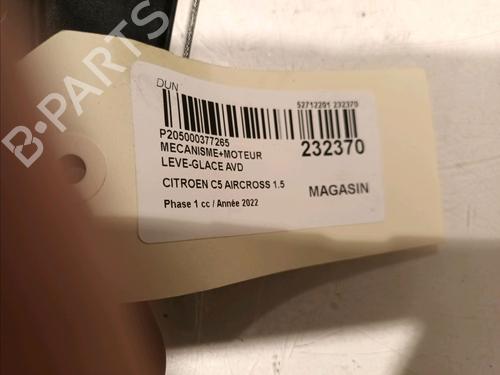 DUN
52712201 232370
P205000377265
232370
MECANISME+MOTEUR
LEVE-GLACE AVD
CITROEN C5 AIRCROSS 1.5
MAGASIN
Phase 1 cc / Année 2022
B-PARTS